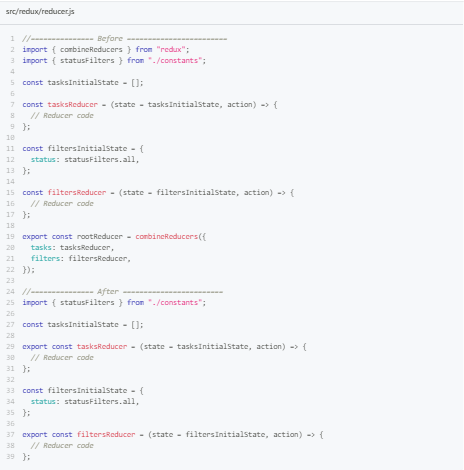 src/redux/reducer.js
1 //=============== Before ========================
2 import { combineReducers } from "redux";
3 import { statusFilters } from "./constants";
4
5 const tasksInitialState = [];
6
7 const tasksReducer = (state = tasksInitialState, action) => {
8   // Reducer code
9 };
10
11 const filtersInitialState = {
12   status: statusFilters.all,
13 };
14
15 const filtersReducer = (state = filtersInitialState, action) => {
16   // Reducer code
17 };
18
19 export const rootReducer = combineReducers({
20   tasks: tasksReducer,
21   filters: filtersReducer,
22 });
23
24 //=============== After ========================
25 import { statusFilters } from "./constants";
26
27 const tasksInitialState = [];
28
29 export const tasksReducer = (state = tasksInitialState, action) => {
30   // Reducer code
31 };
32
33 const filtersInitialState = {
34   status: statusFilters.all,
35 };
36
37 export const filtersReducer = (state = filtersInitialState, action) => {
38   // Reducer code
39 };